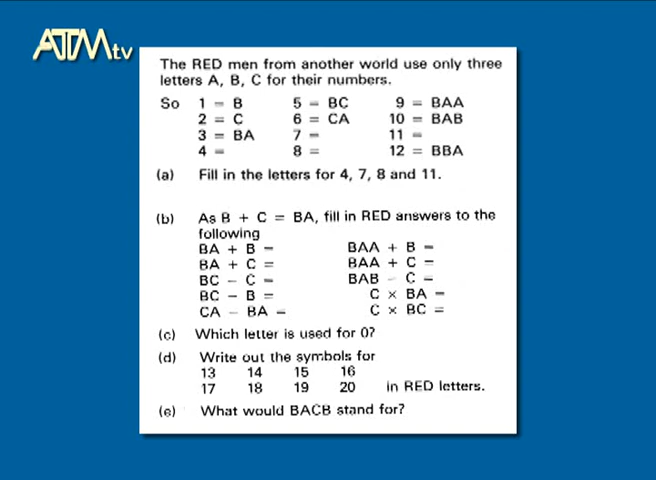 ATMtv
The RED men from another world use only three
letters A, B, C for their numbers.
So 1 = B 5 = BC 9 = BAA
2 = C 6 = CA 10 = BAB
3 = BA 7 = 11 =
4 = 8 = 12 = BBA
(a) Fill in the letters for 4, 7, 8 and 11.
(b) As B + C = BA, fill in RED answers to the
following
BA + B = BAA + B =
BA + C = BAA + C =
BC - C = BAB - C =
BC - B = C × BA =
CA - BA = C × BC =
(c) Which letter is used for 0?
(d) Write out the symbols for
13 14 15 16
17 18 19 20 in RED letters.
(e) What would BACB stand for?